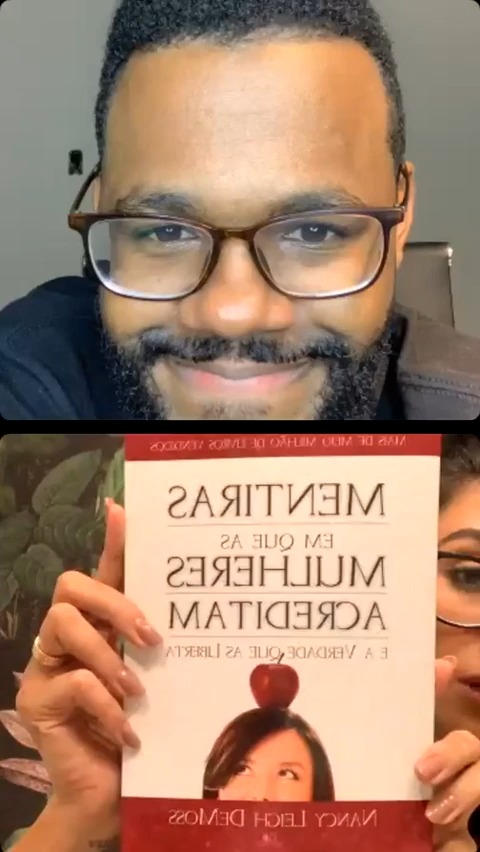 MAIS DE MEIO MILHÃO DE LIVROS VENDIDOS
MENTIRAS
EM QUE AS
MULHERES
ACREDITAM
E A VERDADE QUE AS LIBERTA
NANCY LEIGH DEMOSS